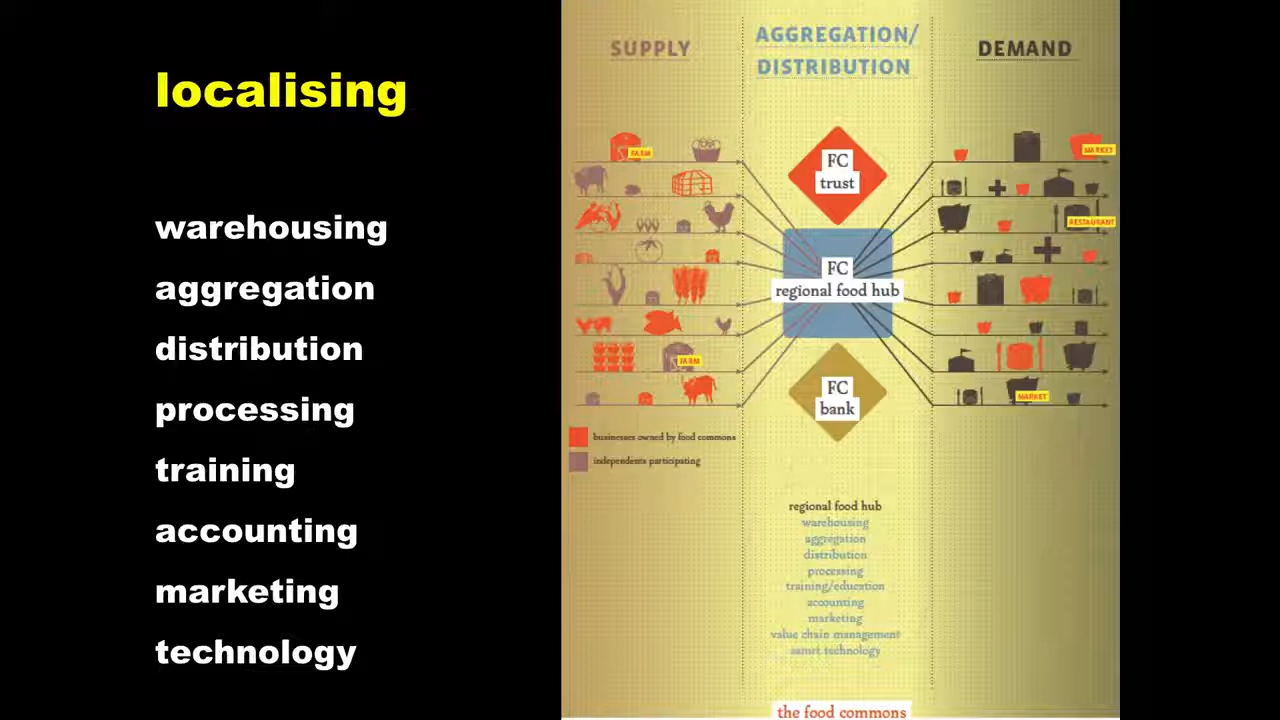 localising
warehousing
aggregation
distribution
processing
training
accounting
marketing
technology
SUPPLY
AGGREGATION/
DISTRIBUTION
DEMAND
FARM
MARKET
RESTAURANT
FARM
MARKET
FC
trust
FC
regional food hub
FC
bank
businesses owned by food commons
independents participating
regional food hub
warehousing
aggregation
distribution
processing
training/education
accounting
marketing
value chain management
the food commons